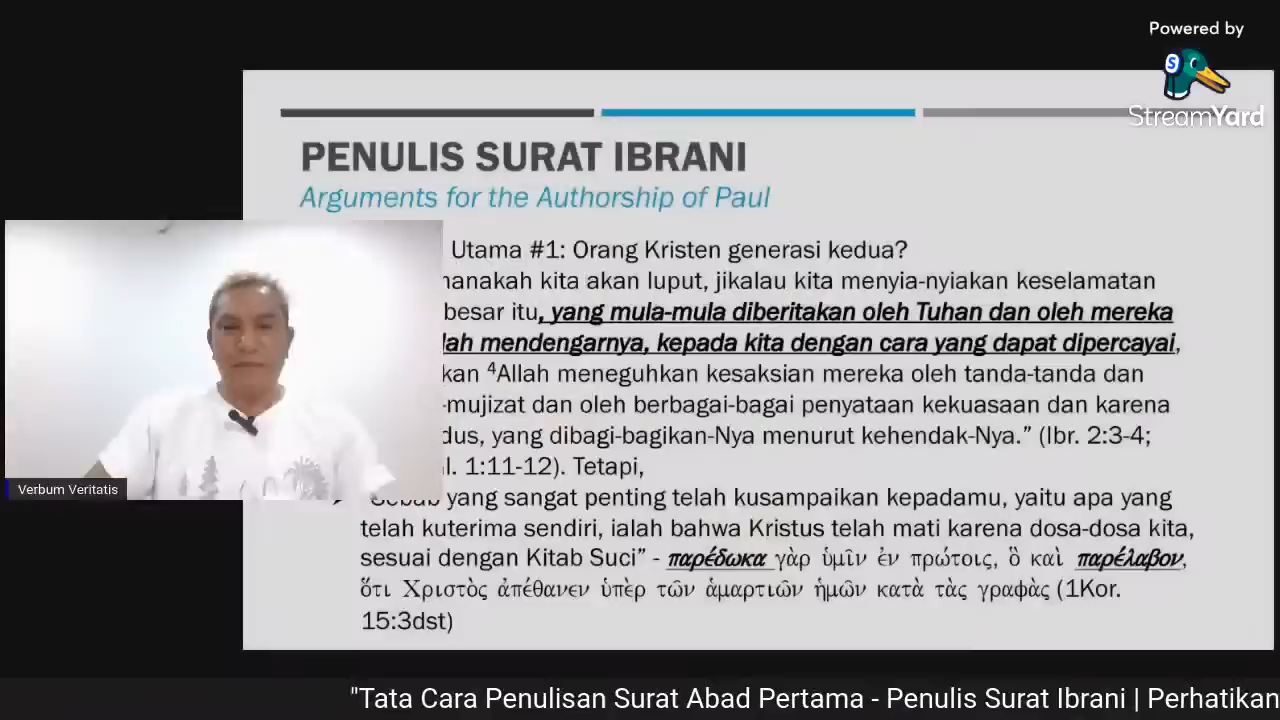 Powered by
StreamYard
PENULIS SURAT IBRANI
Arguments for the Authorship of Paul
Utama #1: Orang Kristen generasi kedua?
kita akan luput, jikalau kita menyia-nyiakan keselamatan
besar itu, yang mula-mula diberitakan oleh Tuhan dan oleh mereka
mendengarnya, kepada kita dengan cara yang dapat dipercayai,
⁴Allah meneguhkan kesaksian mereka oleh tanda-tanda dan
-mujizat dan oleh berbagai-bagai penyataan kekuasaan dan karena
yang dibagi-bagikan-Nya menurut kehendak-Nya.” (Ibr. 2:3-4;
1:11-12). Tetapi,
yang sangat penting telah kusampaikan kepadamu, yaitu apa yang
telah kuterima sendiri, ialah bahwa Kristus telah mati karena dosa-dosa kita,
sesuai dengan Kitab Suci” - παρέδωκα γὰρ ὑμῖν ἐν πρώτοις, ὃ καὶ παρέλαβον,
ὅτι Χριστὸς ἀπέθανεν ὑπὲρ τῶν ἁμαρτιῶν ἡμῶν κατὰ τὰς γραφὰς (1Kor.
15:3dst)
Verbum Veritatis
"Tata Cara Penulisan Surat Abad Pertama - Penulis Surat Ibrani | Perhatikan